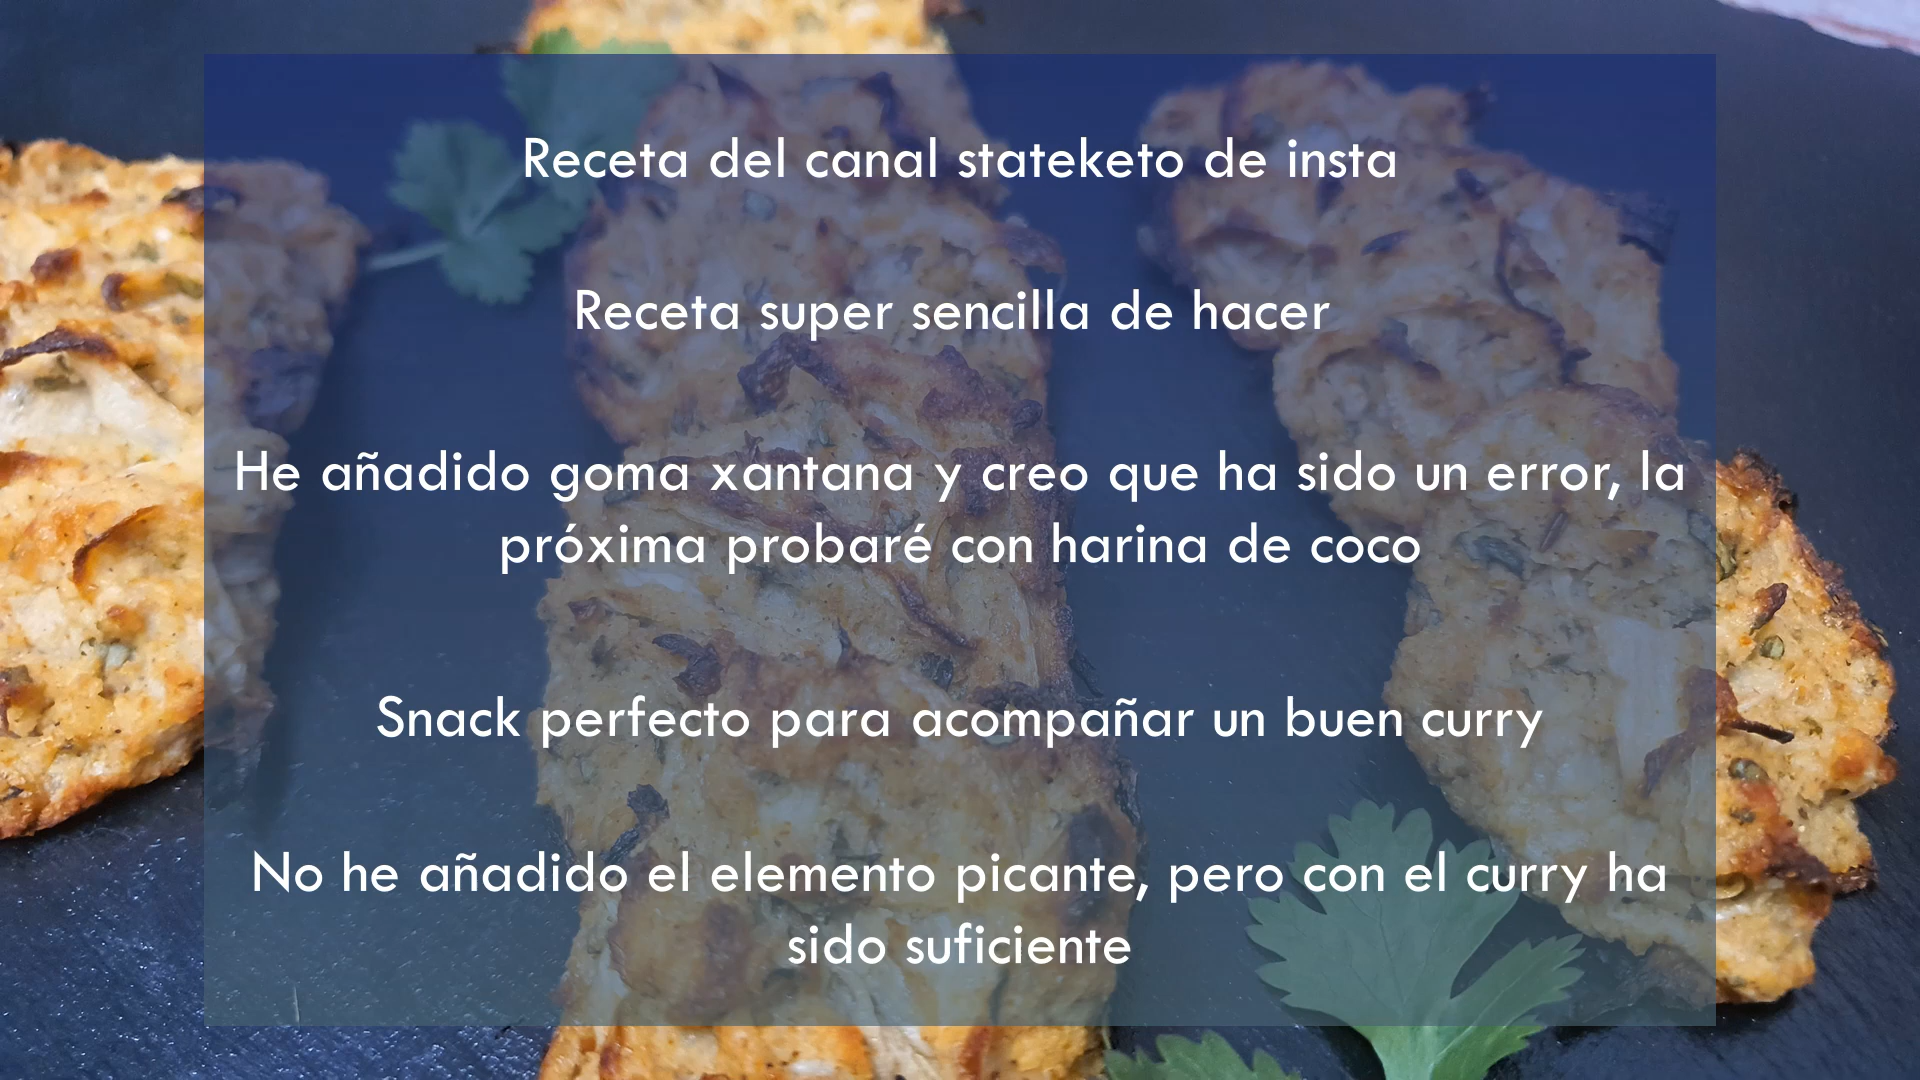 Receta del canal stateketo de insta
Receta super sencilla de hacer
He añadido goma xantana y creo que ha sido un error, la
próxima probaré con harina de coco
Snack perfecto para acompañar un buen curry
No he añadido el elemento picante, pero con el curry ha
sido suficiente